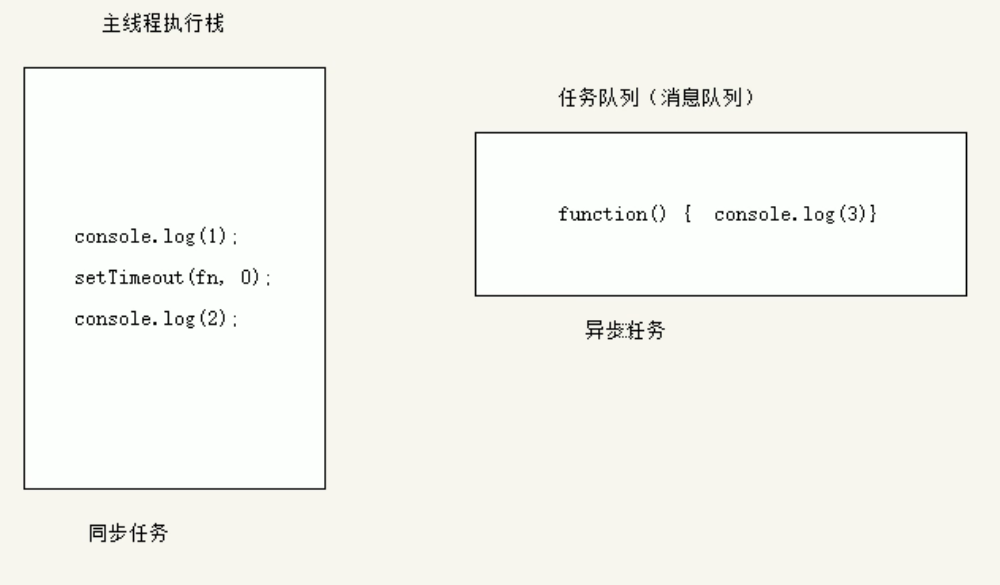 主线程执行栈
console.log(1);
setTimeout(fn, 0);
console.log(2);
同步任务
任务队列（消息队列）
function() {  console.log(3)}
异步任务